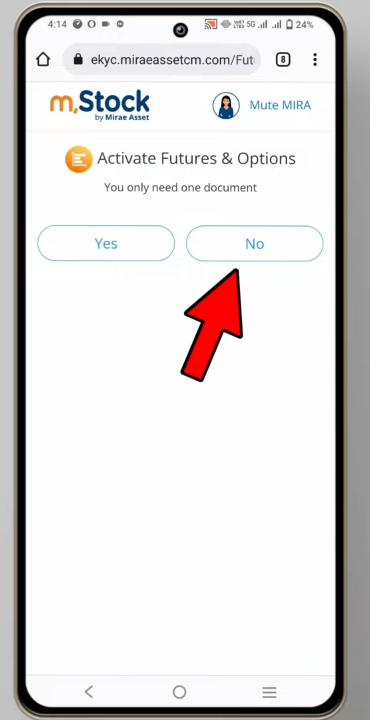 4:14
5G
24%
ekyc.miraeassetcm.com/Fut
8
m.Stock
by Mirae Asset
Mute MIRA
Activate Futures & Options
You only need one document
Yes
No